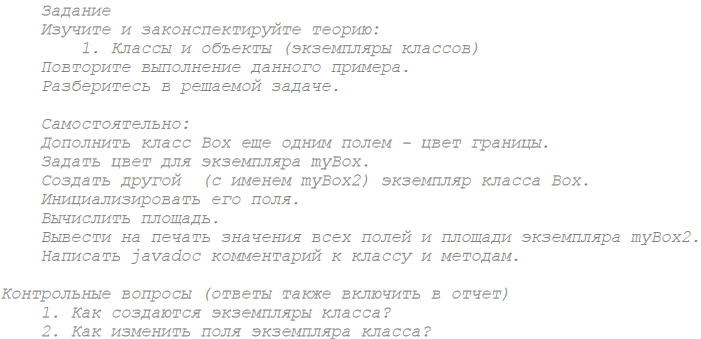 Задание
Изучите и законспектируйте теорию:
1. Классы и объекты (экземпляры классов)
Повторите выполнение данного примера.
Разберитесь в решаемой задаче.
Самостоятельно:
Дополнить класс Box еще одним полем – цвет границы.
Задать цвет для экземпляра myBox.
Создать другой  (с именем myBox2) экземпляр класса Box.
Инициализировать его поля.
Вычислить площадь.
Вывести на печать значения всех полей и площади экземпляра myBox2.
Написать javadoc комментарий к классу и методам.
Контрольные вопросы (ответы также включить в отчет)
1. Как создаются экземпляры класса?
2. Как изменить поля экземпляра класса?